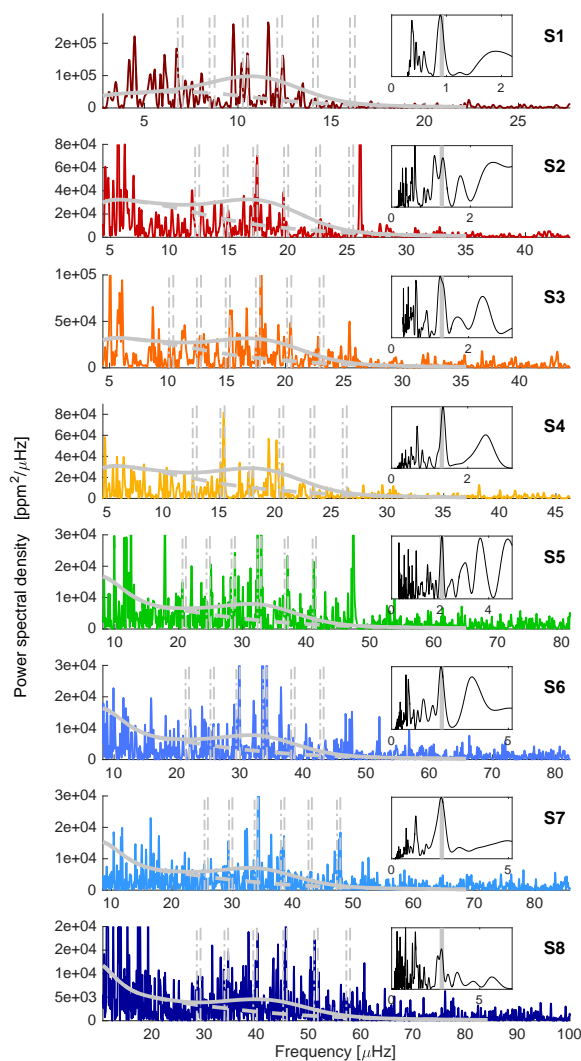 S1
2e+05
1e+05
0
5 10 15 20 25
0 1 2
S2
8e+04
6e+04
4e+04
2e+04
0
5 10 15 20 25 30 35 40 45
0 2
S3
1e+05
5e+04
0
5 10 15 20 25 30 35 40
0 2
S4
8e+04
6e+04
4e+04
2e+04
0
5 10 15 20 25 30 35 40 45
0 2
S5
3e+04
2e+04
1e+04
0
10 20 30 40 50 60 70 80
0 2 4
S6
3e+04
2e+04
1e+04
0
10 20 30 40 50 60 70 80
0 5
S7
3e+04
2e+04
1e+04
0
10 20 30 40 50 60 70 80
0 5
S8
2e+04
2e+04
1e+04
5e+03
0
20 30 40 50 60 70 80 90 100
0 5
Frequency [μHz]
Power spectral density [ppm²/μHz]